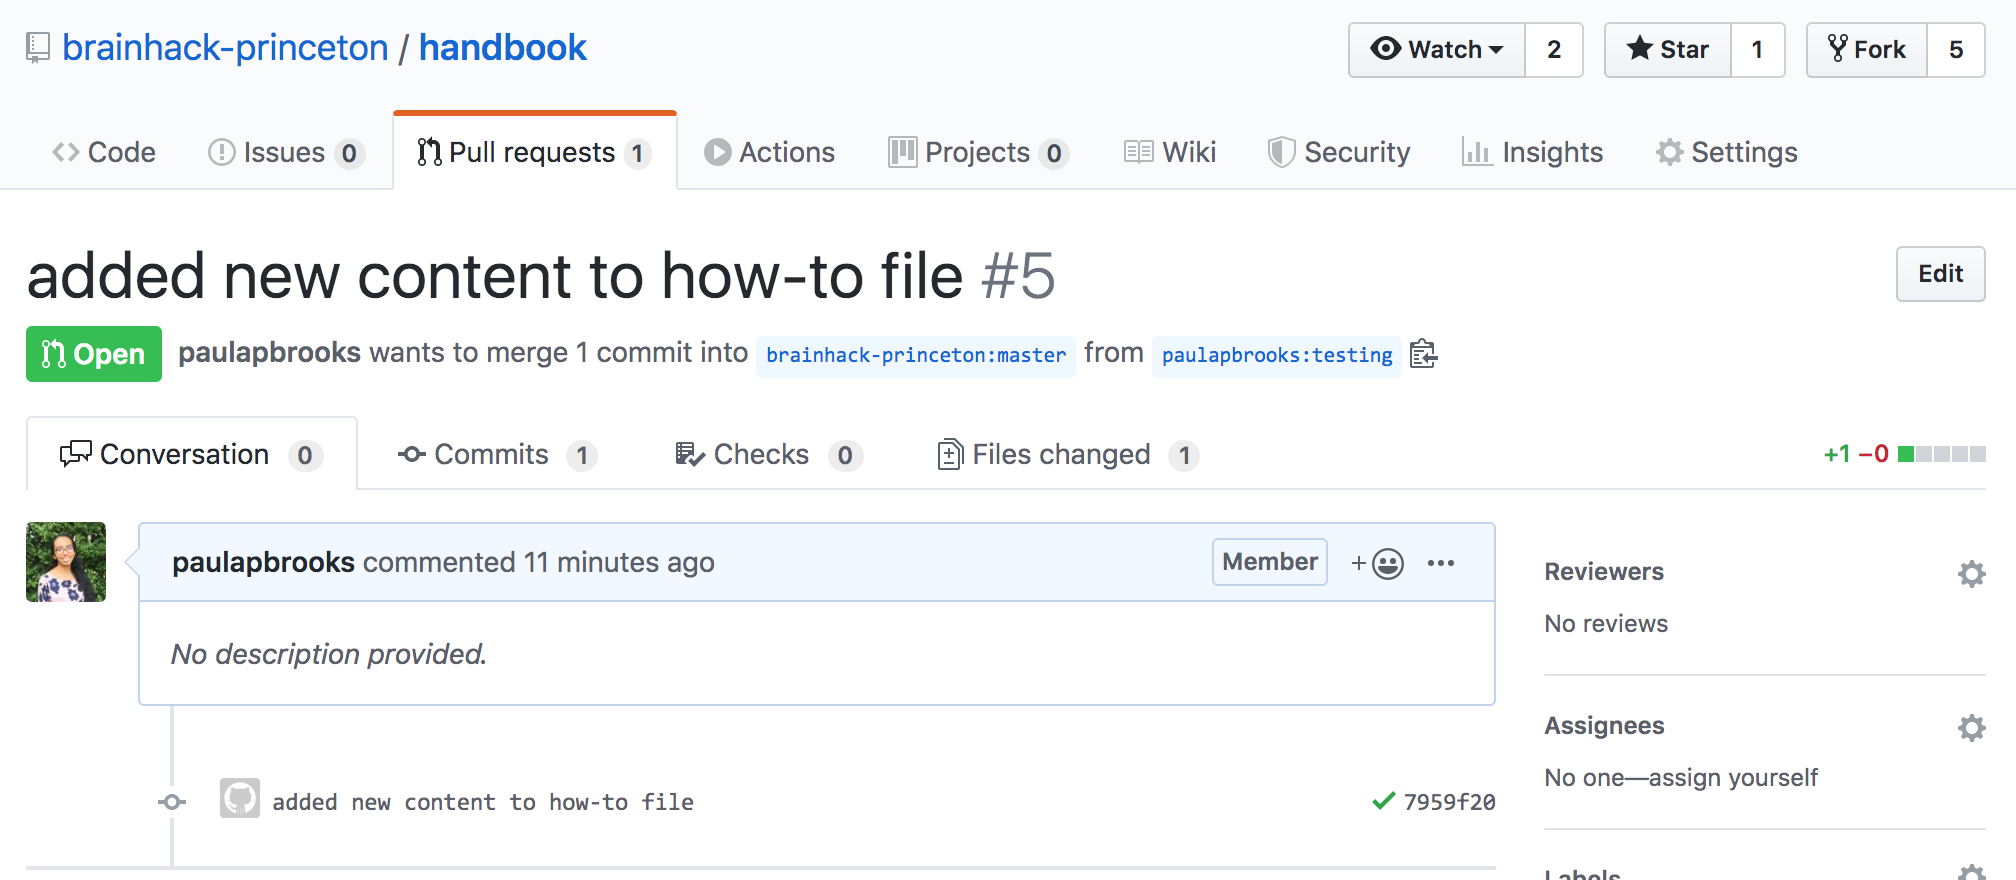 brainhack-princeton / handbook
Watch 2 Star 1 Fork 5
Code Issues 0 Pull requests 1 Actions Projects 0 Wiki Security Insights Settings
added new content to how-to file #5
Edit
Open paulapbrooks wants to merge 1 commit into brainhack-princeton:master from paulapbrooks:testing
Conversation 0 Commits 1 Checks 0 Files changed 1 +1 −0
paulapbrooks commented 11 minutes ago Member
No description provided.
added new content to how-to file 7959f20
Reviewers
No reviews
Assignees
No one—assign yourself
Labels